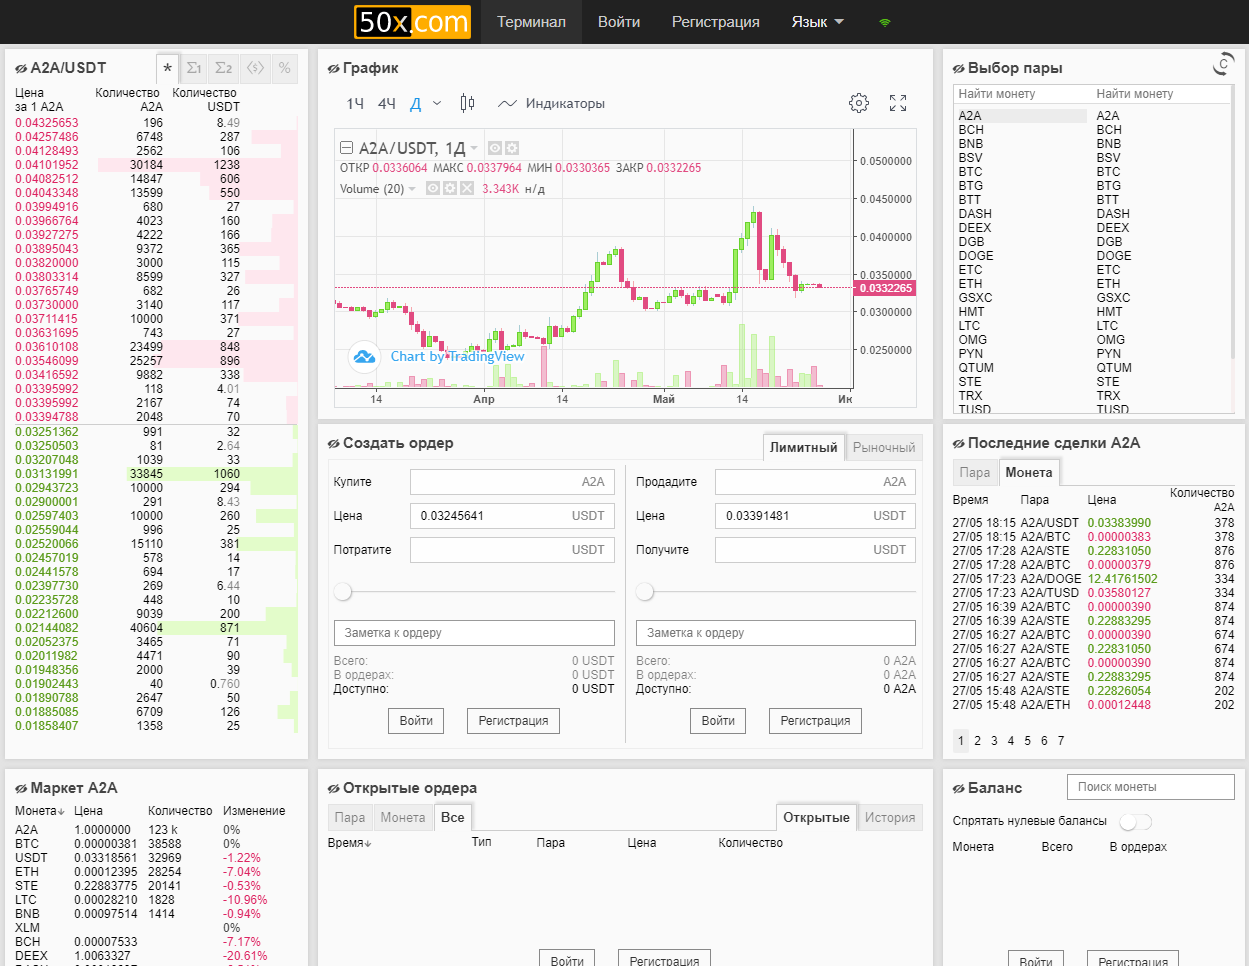 50x.com Терминал Войти Регистрация Язык
A2A/USDT * Σ1 Σ2 %
Цена Количество Количество
за 1 A2A A2A USDT
0.04325653 196 8.49
0.04257486 6748 287
0.04128493 2562 106
0.04101952 30184 1238
0.04082512 14847 606
0.04043348 13599 550
0.03994916 680 27
0.03966764 4023 160
0.03927275 4222 166
0.03895043 9372 365
0.03820000 3000 115
0.03803314 8599 327
0.03765749 682 26
0.03730000 3140 117
0.03711415 10000 371
0.03631695 743 27
0.03610108 23499 848
0.03546099 25257 896
0.03416592 9882 338
0.03395992 118 4.01
0.03395992 2167 74
0.03394788 2048 70
0.03251362 991 32
0.03250503 81 2.64
0.03207048 1039 33
0.03131991 33845 1060
0.02943723 10000 294
0.02900001 291 8.43
0.02597403 10000 260
0.02559044 996 25
0.02520066 15110 381
0.02457019 578 14
0.02441578 694 17
0.02397730 269 6.44
0.02235728 448 10
0.02212600 9039 200
0.02144082 40604 871
0.02052375 3465 71
0.02011982 4471 90
0.01948356 2000 39
0.01902443 40 0.760
0.01890788 2647 50
0.01885085 6709 126
0.01858407 1358 25
График
1Ч 4Ч Д Индикаторы
A2A/USDT, 1Д
ОТКР 0.0336064 МАКС 0.0337964 МИН 0.0330365 ЗАКР 0.0332265
Volume (20) 3.343K н/д
0.0500000
0.0450000
0.0400000
0.0350000
0.0332265
0.0300000
0.0250000
Chart by TradingView
14 Апр 14 Май 14 Ик
Выбор пары
Найти монету Найти монету
A2A A2A
BCH BCH
BNB BNB
BSV BSV
BTC BTC
BTG BTG
BTT BTT
DASH DASH
DEEX DEEX
DGB DGB
DOGE DOGE
ETC ETC
ETH ETH
GSXC GSXC
HMT HMT
LTC LTC
OMG OMG
PYN PYN
QTUM QTUM
STE STE
TRX TRX
TUSD TUSD
Создать ордер Лимитный Рыночный
Купите A2A Продадите A2A
Цена 0.03245641 USDT Цена 0.03391481 USDT
Потратите USDT Получите USDT
Заметка к ордеру Заметка к ордеру
Всего: 0 USDT Всего: 0 A2A
В ордерах: 0 USDT В ордерах: 0 A2A
Доступно: 0 USDT Доступно: 0 A2A
Войти Регистрация Войти Регистрация
Последние сделки A2A
Пара Монета
Время Пара Цена Количество
A2A
27/05 18:15 A2A/USDT 0.03383990 378
27/05 18:15 A2A/BTC 0.00000383 378
27/05 17:28 A2A/STE 0.22831050 876
27/05 17:28 A2A/BTC 0.00000379 876
27/05 17:23 A2A/DOGE 12.41761502 334
27/05 17:23 A2A/TUSD 0.03580127 334
27/05 16:39 A2A/BTC 0.00000390 874
27/05 16:39 A2A/STE 0.22883295 874
27/05 16:27 A2A/BTC 0.00000390 674
27/05 16:27 A2A/STE 0.22831050 674
27/05 16:27 A2A/BTC 0.00000390 874
27/05 16:27 A2A/STE 0.22883295 874
27/05 15:48 A2A/STE 0.22826054 202
27/05 15:48 A2A/ETH 0.00012448 202
1 2 3 4 5 6 7
Маркет A2A
Монета↓ Цена Количество Изменение
A2A 1.0000000 123 k 0%
BTC 0.00000381 38588 0%
USDT 0.03318561 32969 -1.22%
ETH 0.00012395 28254 -7.04%
STE 0.22883775 20141 -0.53%
LTC 0.00028210 1828 -10.96%
BNB 0.00097514 1414 -0.94%
XLM 0%
BCH 0.00007533 -7.17%
DEEX 1.0063327 -20.61%
Открытые ордера
Пара Монета Все Открытые История
Время↓ Тип Пара Цена Количество
Войти Регистрация
Баланс Поиск монеты
Спрятать нулевые балансы
Монета Всего В ордерах
Войти Регистрация